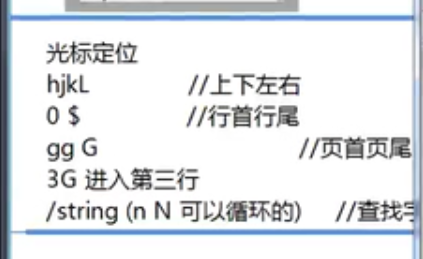 光标定位
hjkL //上下左右
0 $ //行首行尾
gg G //页首页尾
3G 进入第三行
/string (n N 可以循环的) //查找字